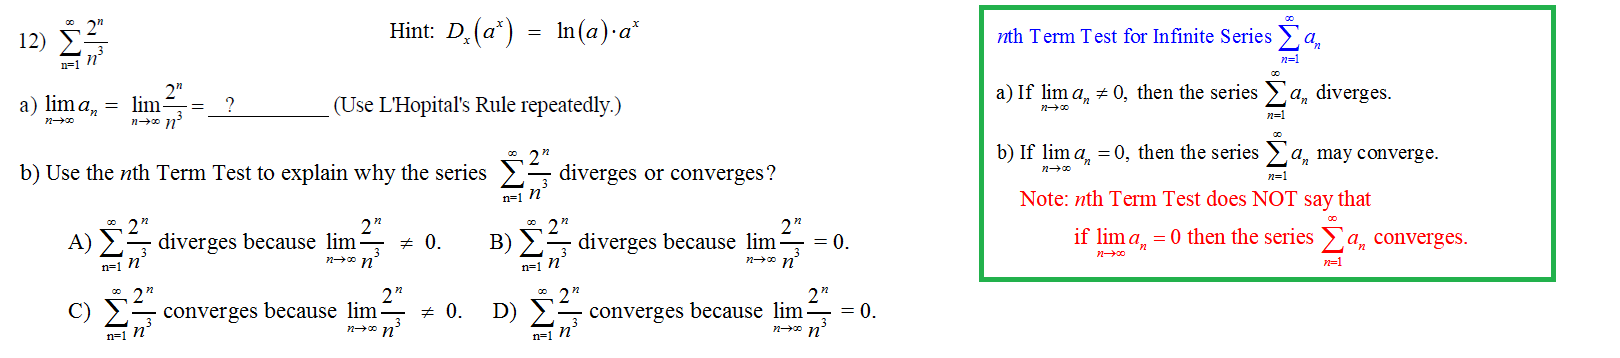 12) $\sum_{n=1}^{\infty} \frac{2^n}{n^3}$ Hint: $D_x(a^x) = \ln(a) \cdot a^x$
a) $\lim_{n \to \infty} a_n = \lim_{n \to \infty} \frac{2^n}{n^3} =$ __?________ (Use L'Hopital's Rule repeatedly.)
b) Use the nth Term Test to explain why the series $\sum_{n=1}^{\infty} \frac{2^n}{n^3}$ diverges or converges?
A) $\sum_{n=1}^{\infty} \frac{2^n}{n^3}$ diverges because $\lim_{n \to \infty} \frac{2^n}{n^3} \neq 0.$ B) $\sum_{n=1}^{\infty} \frac{2^n}{n^3}$ diverges because $\lim_{n \to \infty} \frac{2^n}{n^3} = 0.$
C) $\sum_{n=1}^{\infty} \frac{2^n}{n^3}$ converges because $\lim_{n \to \infty} \frac{2^n}{n^3} \neq 0.$ D) $\sum_{n=1}^{\infty} \frac{2^n}{n^3}$ converges because $\lim_{n \to \infty} \frac{2^n}{n^3} = 0.$
nth Term Test for Infinite Series $\sum_{n=1}^{\infty} a_n$
a) If $\lim_{n \to \infty} a_n \neq 0,$ then the series $\sum_{n=1}^{\infty} a_n$ diverges.
b) If $\lim_{n \to \infty} a_n = 0,$ then the series $\sum_{n=1}^{\infty} a_n$ may converge.
Note: nth Term Test does NOT say that
if $\lim_{n \to \infty} a_n = 0$ then the series $\sum_{n=1}^{\infty} a_n$ converges.